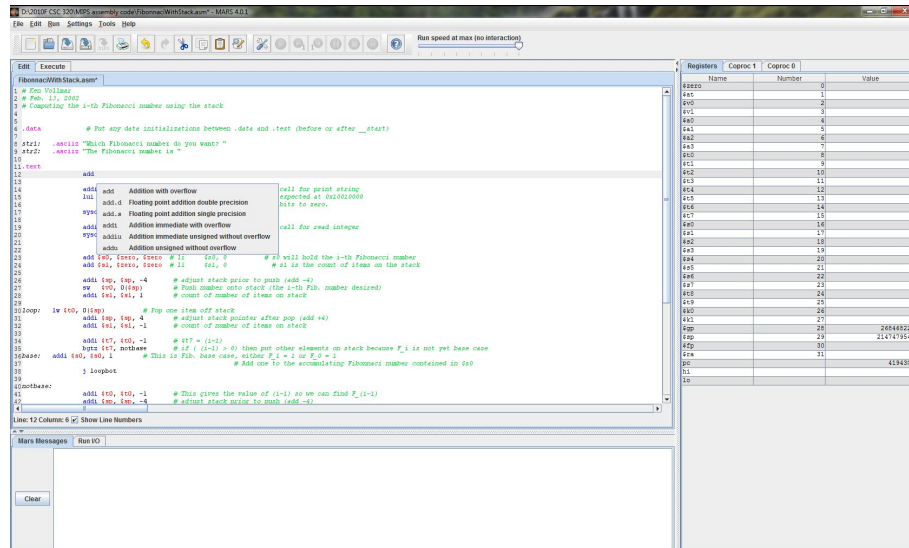 D:\2010F CSC 320\MIPS assembly code\FibonnaciWithStack.asm* - MARS 4.0.1
File Edit Run Settings Tools Help
Run speed at max (no interaction)
Edit Execute
FibonnaciWithStack.asm*
1 # Ken Vollmar
2 # Feb. 13, 2002
3 # Computing the i-th Fibonacci number using the stack
4
5
6 .data # Put any data initializations between .data and .text (before or after __start)
7
8 str1: .asciiz "Which Fibonacci number do you want? "
9 str2: .asciiz "The Fibonacci number is "
10
11 .text
12 add
13
14 addi call for print string
15 lui expected at 0x10010000
16 bits to zero.
17 sysc
18
19 addi call for read integer
20 sysc
21
22
add Addition with overflow
add.d Floating point addition double precision
add.s Floating point addition single precision
addi Addition immediate with overflow
addiu Addition immediate unsigned without overflow
addu Addition unsigned without overflow
23 add $s0, $zero, $zero # li $s0, 0 # s0 will hold the i-th Fibonacci number
24 add $s1, $zero, $zero # li $s1, 0 # s1 is the count of items on the stack
25
26 addi $sp, $sp, -4 # adjust stack prior to push (add -4)
27 sw $v0, 0($sp) # Push number onto stack (the i-th Fib. number desired)
28 addi $s1, $s1, 1 # count of number of items on stack
29
30 loop: lw $t0, 0($sp) # Pop one item off stack
31 addi $sp, $sp, 4 # adjust stack pointer after pop (add +4)
32 addi $s1, $s1, -1 # count of number of items on stack
33
34 addi $t7, $t0, -1 # $t7 = (i-1)
35 bgtz $t7, notbase # if ( (i-1) > 0) then put other elements on stack because F_i is not yet base case
36 base: addi $s0, $s0, 1 # This is Fib. base case, either F_1 = 1 or F_0 = 1
37 # Add one to the accumulating Fibonacci number contained in $s0
38 j loopbot
39
40 notbase:
41 addi $t0, $t0, -1 # This gives the value of (i-1) so we can find F_(i-1)
42 addi $sp, $sp, -4 # adjust stack prior to push (add -4)
Line: 12 Column: 6 Show Line Numbers
Mars Messages Run I/O
Clear
Registers Coproc 1 Coproc 0
Name Number Value
$zero 0
$at 1
$v0 2
$v1 3
$a0 4
$a1 5
$a2 6
$a3 7
$t0 8
$t1 9
$t2 10
$t3 11
$t4 12
$t5 13
$t6 14
$t7 15
$s0 16
$s1 17
$s2 18
$s3 19
$s4 20
$s5 21
$s6 22
$s7 23
$t8 24
$t9 25
$k0 26
$k1 27
$gp 28 26846822
$sp 29 214747954
$fp 30
$ra 31
pc 419430
hi
lo